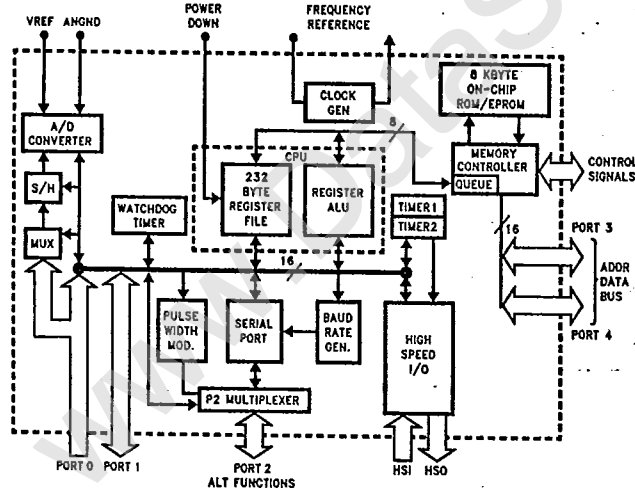 POWER
DOWN
FREQUENCY
REFERENCE
VREF
ANGND
CLOCK
GEN
8 KBYTE
ON-CHIP
ROM/EPROM
A/D
CONVERTER
8
CPU
MEMORY
CONTROLLER
QUEUE
CONTROL
SIGNALS
S/H
232
BYTE
REGISTER
FILE
REGISTER
ALU
WATCHDOG
TIMER
TIMER1
TIMER2
MUX
16
16
PORT 3
ADDR
DATA
BUS
PORT 4
PULSE
WIDTH
MOD.
SERIAL
PORT
BAUD
RATE
GEN.
HIGH
SPEED
I/O
P2 MULTIPLEXER
PORT 0
PORT 1
PORT 2
ALT FUNCTIONS
HSI
HSO